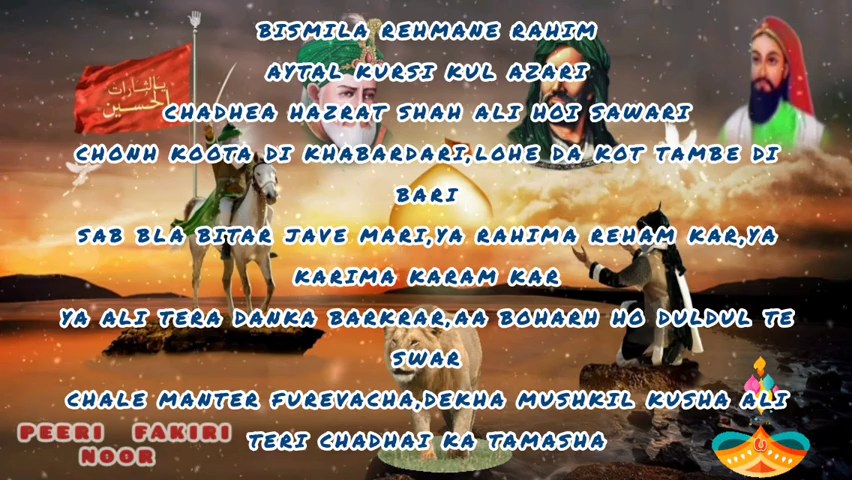 BISMILA REHMANE RAHIM
AYTAL KURSI KUL AZARI
CHADHEA HAZRAT SHAH ALI HOI SAWARI
CHONH KOOTA DI KHABARDARI,LOHE DA KOT TAMBE DI
BARI
SAB BLA BITAR JAVE MARI,YA RAHIMA REHAM KAR,YA
KARIMA KARAM KAR
YA ALI TERA DANKA BARKRAR,AA BOHARH HO DULDUL TE
SWAR
CHALE MANTER FUREVACHA,DEKHA MUSHKIL KUSHA ALI
TERI CHADHAI KA TAMASHA
PEERI FAKIRI
NOOR
يا لثارات
الحسين